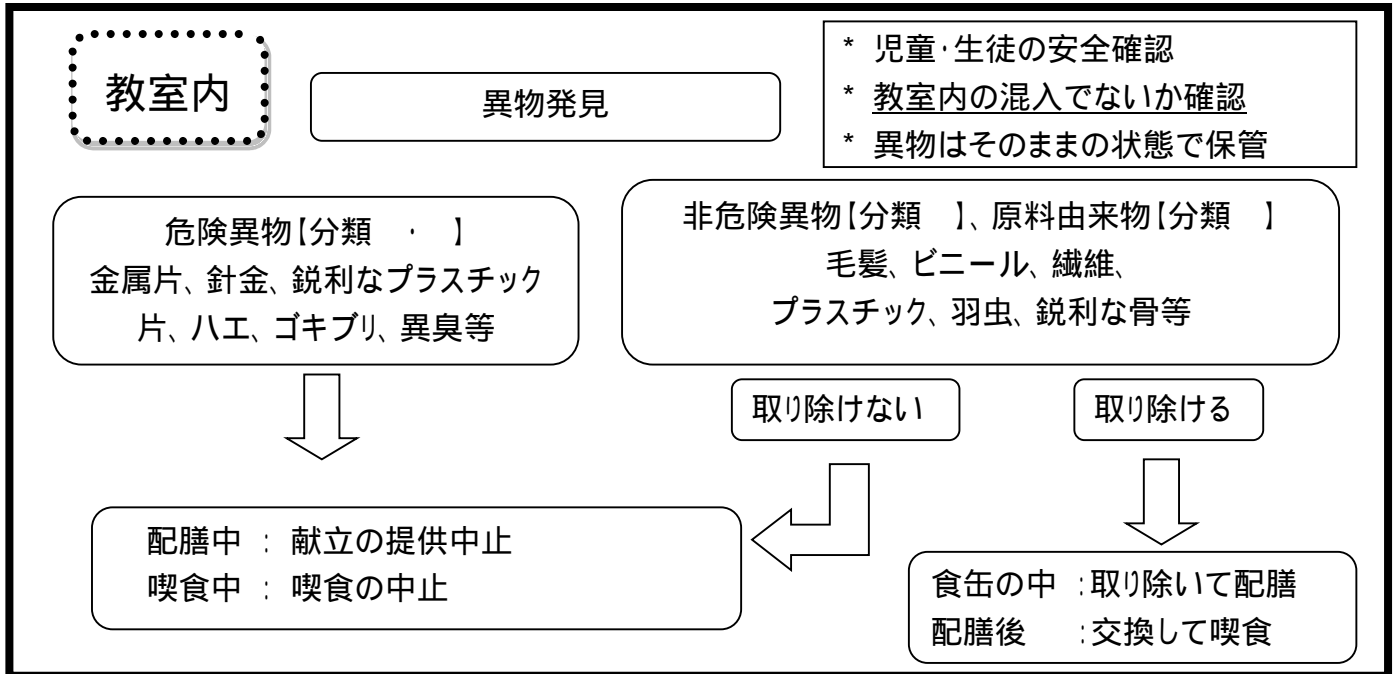 教室内
異物発見
* 児童・生徒の安全確認
* 教室内の混入でないか確認
* 異物はそのままの状態で保管
危険異物【分類　・　】
金属片、針金、鋭利なプラスチック
片、ハエ、ゴキブリ、異臭等
非危険異物【分類　】、原料由来物【分類　】
毛髪、ビニール、繊維、
プラスチック、羽虫、鋭利な骨等
取り除けない
取り除ける
配膳中 : 献立の提供中止
喫食中 : 喫食の中止
食缶の中 :取り除いて配膳
配膳後 :交換して喫食